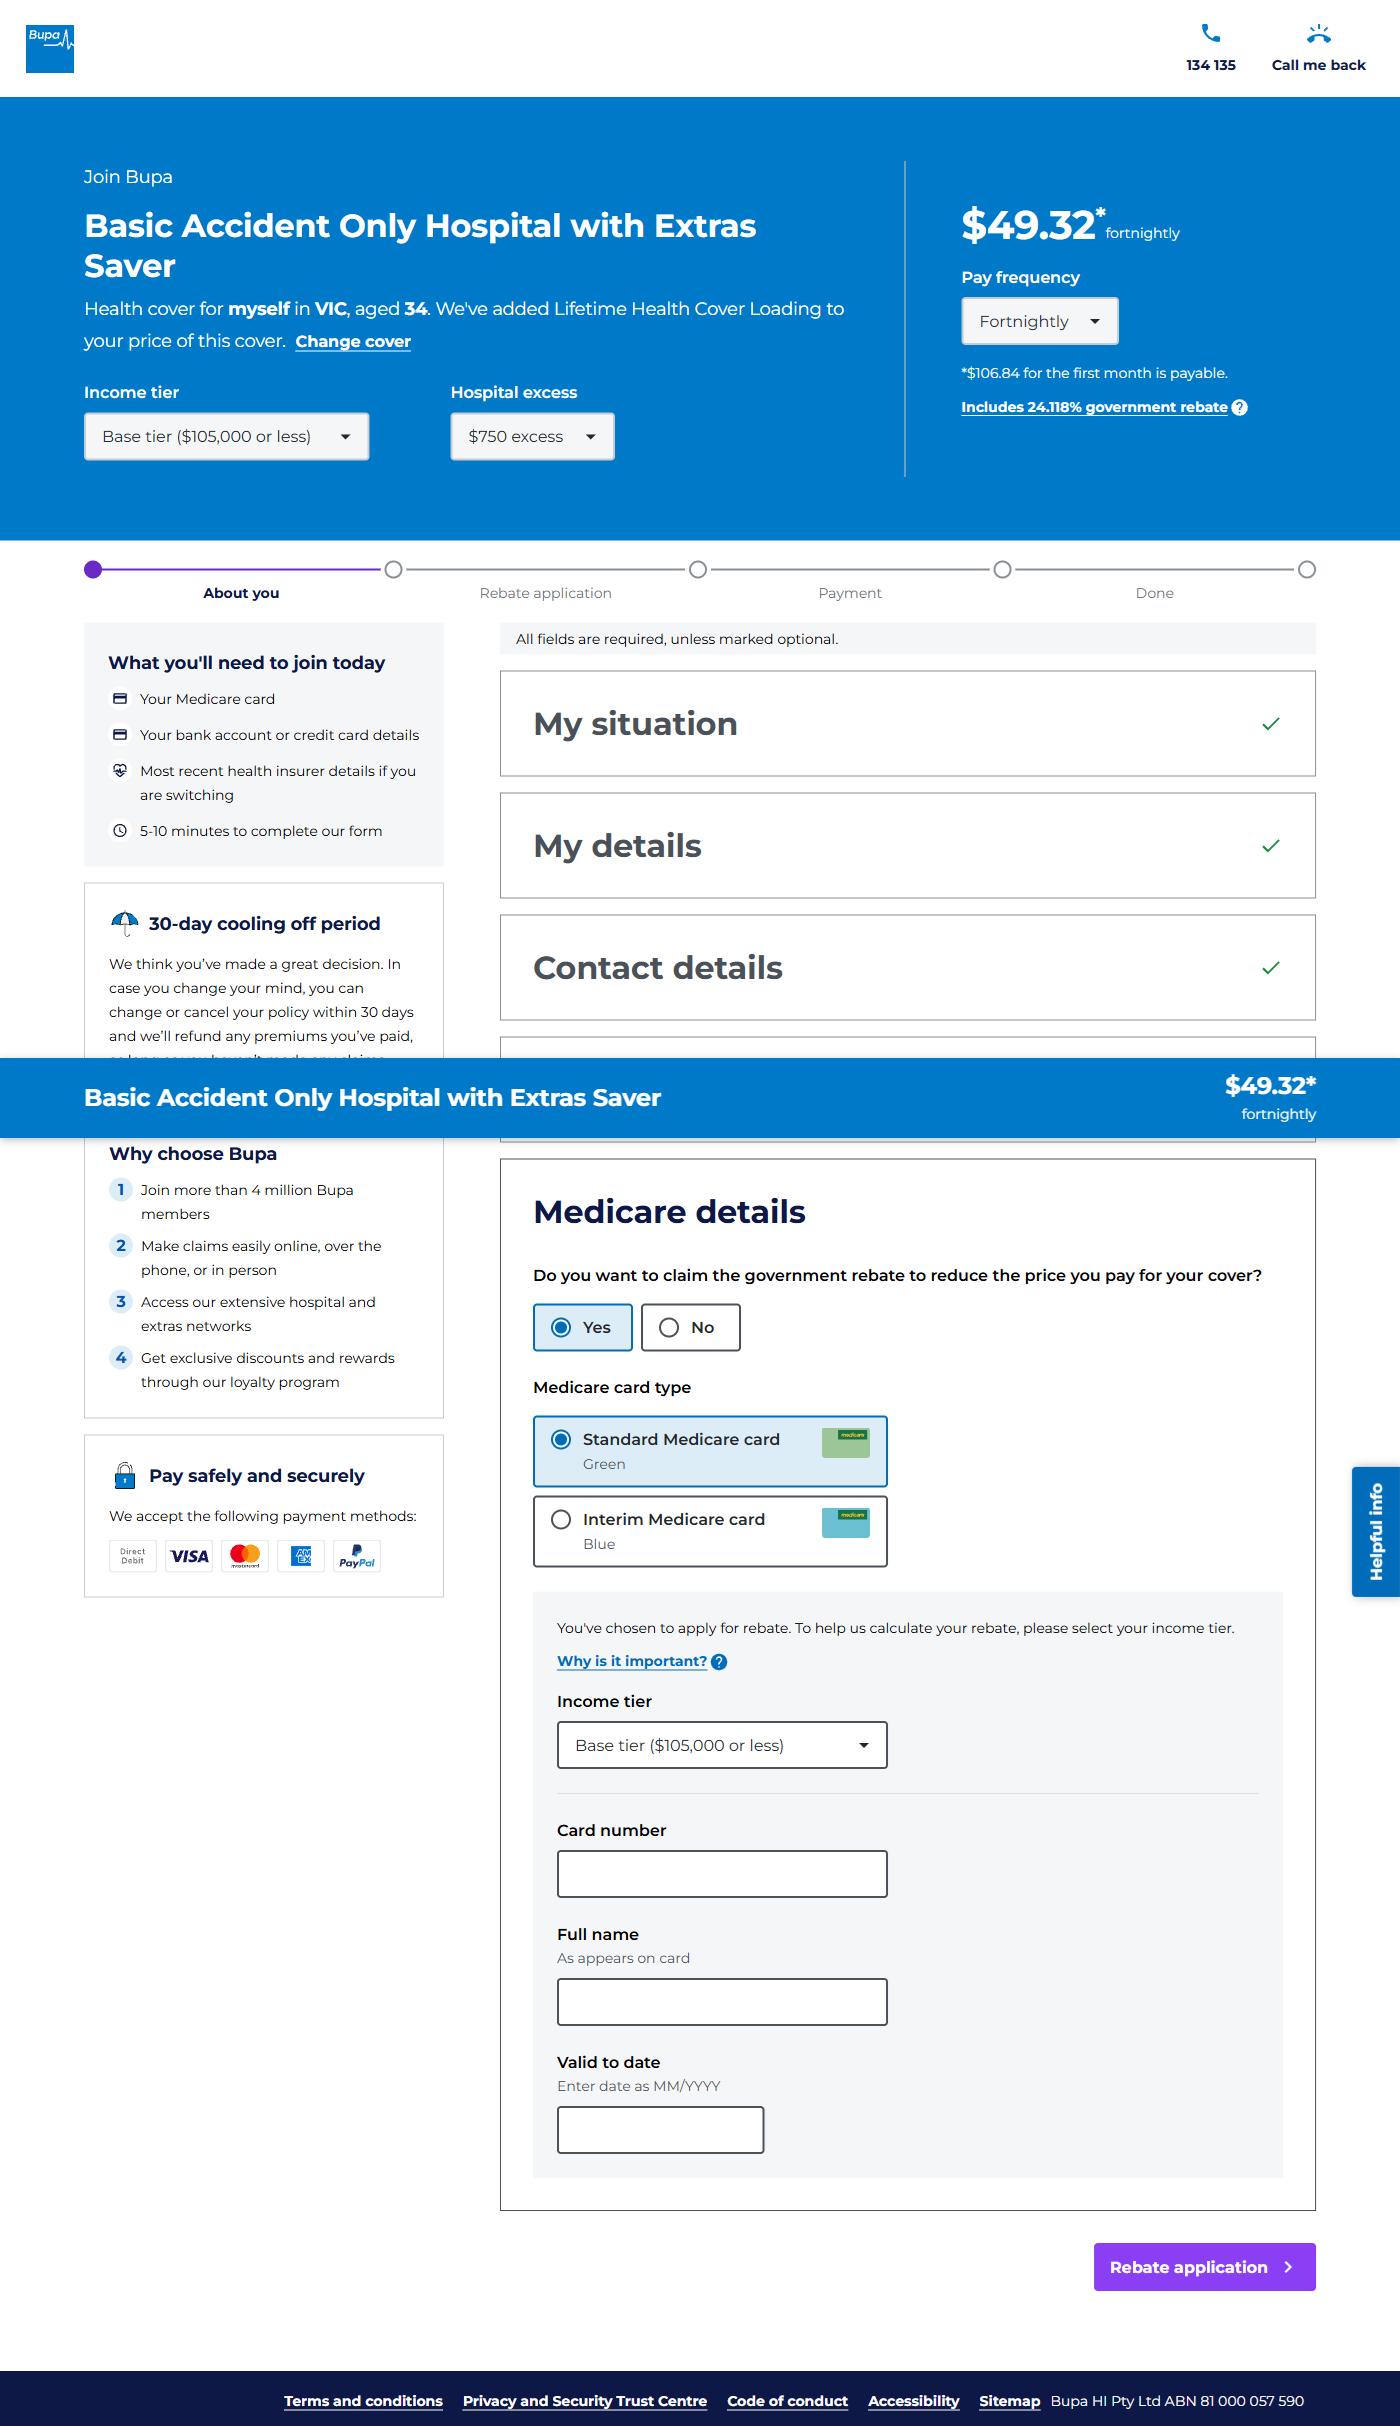 Bupa
134 135
Call me back
Join Bupa
Basic Accident Only Hospital with Extras
Saver
Health cover for myself in VIC, aged 34. We've added Lifetime Health Cover Loading to
your price of this cover. Change cover
Income tier
Base tier ($105,000 or less)
Hospital excess
$750 excess
$49.32* fortnightly
Pay frequency
Fortnightly
*$106.84 for the first month is payable.
Includes 24.118% government rebate
About you
Rebate application
Payment
Done
What you'll need to join today
Your Medicare card
Your bank account or credit card details
Most recent health insurer details if you
are switching
5-10 minutes to complete our form
30-day cooling off period
We think you’ve made a great decision. In
case you change your mind, you can
change or cancel your policy within 30 days
and we’ll refund any premiums you’ve paid,
All fields are required, unless marked optional.
My situation
My details
Contact details
Basic Accident Only Hospital with Extras Saver
$49.32*
fortnightly
Why choose Bupa
1 Join more than 4 million Bupa
members
2 Make claims easily online, over the
phone, or in person
3 Access our extensive hospital and
extras networks
4 Get exclusive discounts and rewards
through our loyalty program
Pay safely and securely
We accept the following payment methods:
Direct
Debit
VISA
mastercard
AM
EX
PayPal
Medicare details
Do you want to claim the government rebate to reduce the price you pay for your cover?
Yes
No
Medicare card type
Standard Medicare card
Green
medicare
Interim Medicare card
Blue
medicare
You've chosen to apply for rebate. To help us calculate your rebate, please select your income tier.
Why is it important? ?
Income tier
Base tier ($105,000 or less)
Card number
Full name
As appears on card
Valid to date
Enter date as MM/YYYY
Helpful info
Rebate application
Terms and conditions Privacy and Security Trust Centre Code of conduct Accessibility Sitemap Bupa HI Pty Ltd ABN 81 000 057 590